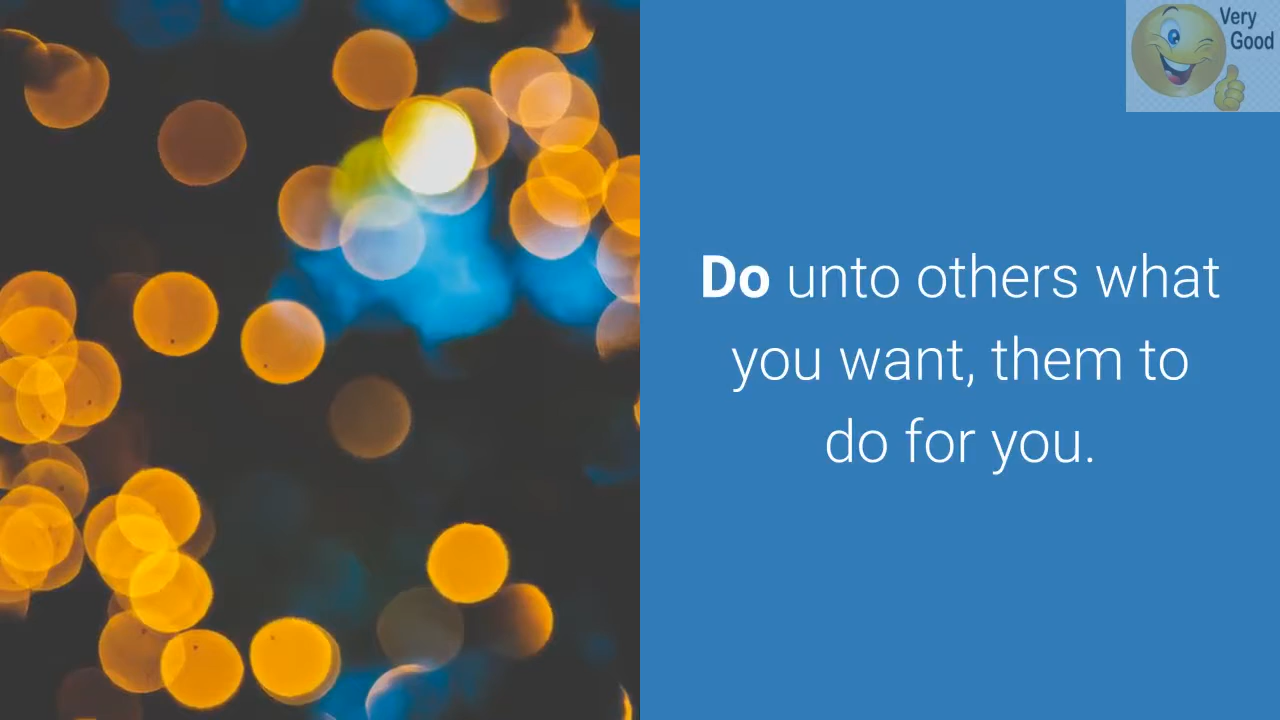 Very
Good
Do unto others what
you want, them to
do for you.